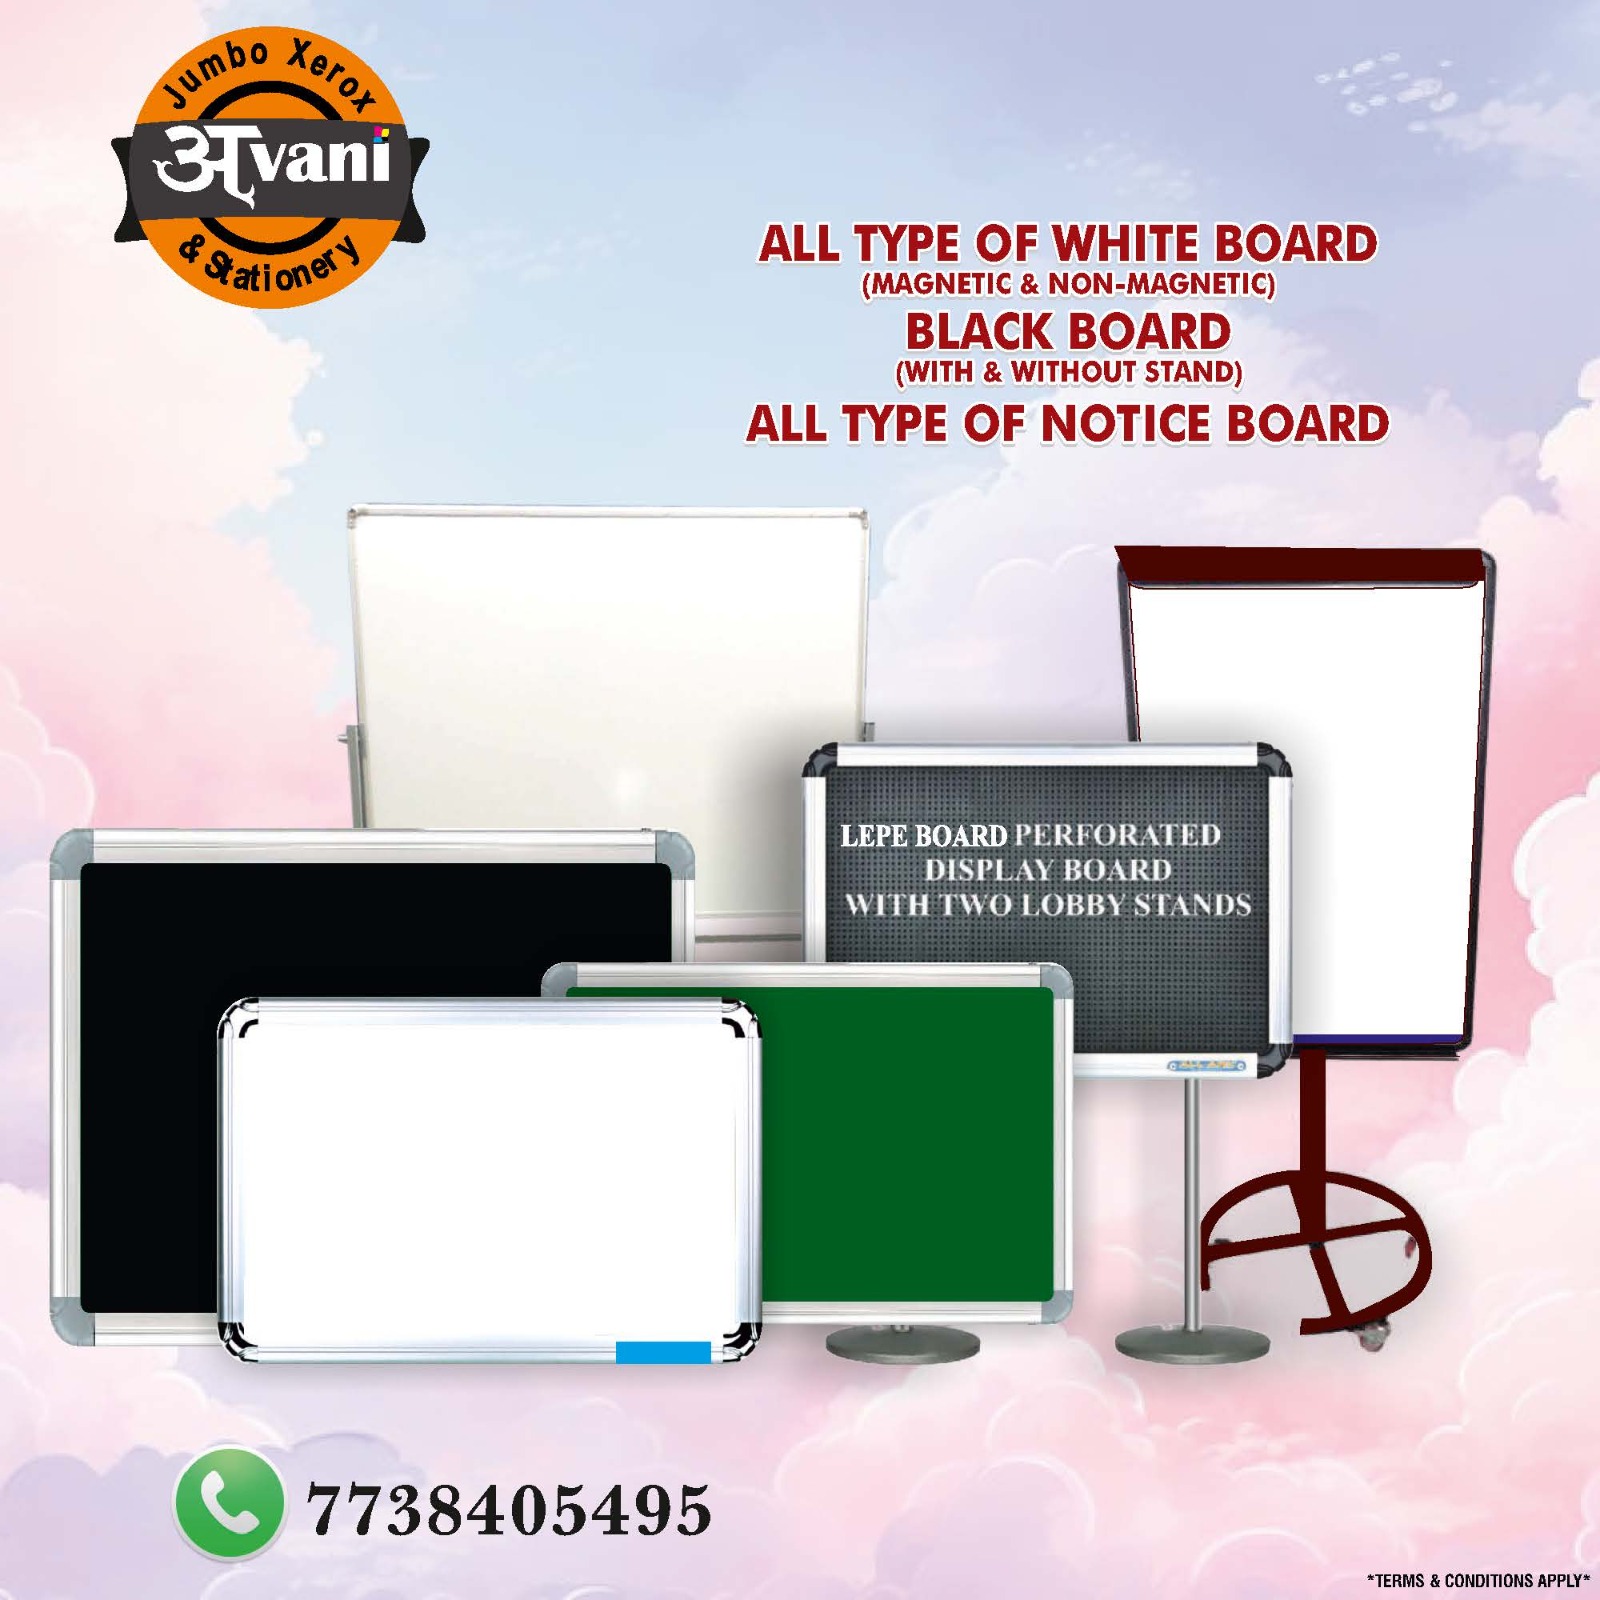 Jumbo Xerox
अvani
& Stationery
ALL TYPE OF WHITE BOARD
(MAGNETIC & NON-MAGNETIC)
BLACK BOARD
(WITH & WITHOUT STAND)
ALL TYPE OF NOTICE BOARD
LEPE BOARD PERFORATED
DISPLAY BOARD
WITH TWO LOBBY STANDS
7738405495
*TERMS & CONDITIONS APPLY*